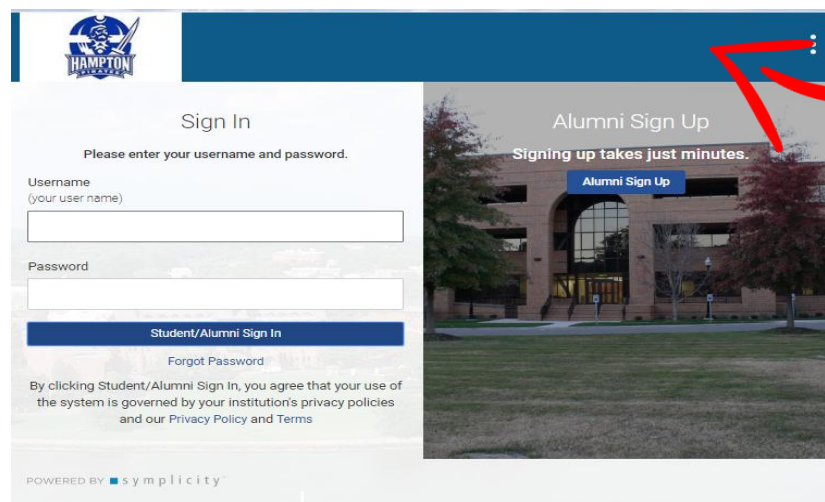 HAMPTON
PIRATES
Sign In
Please enter your username and password.
Username
(your user name)
Password
Student/Alumni Sign In
Forgot Password
By clicking Student/Alumni Sign In, you agree that your use of
the system is governed by your institution's privacy policies
and our Privacy Policy and Terms
Alumni Sign Up
Signing up takes just minutes.
Alumni Sign Up
POWERED BY symplicity